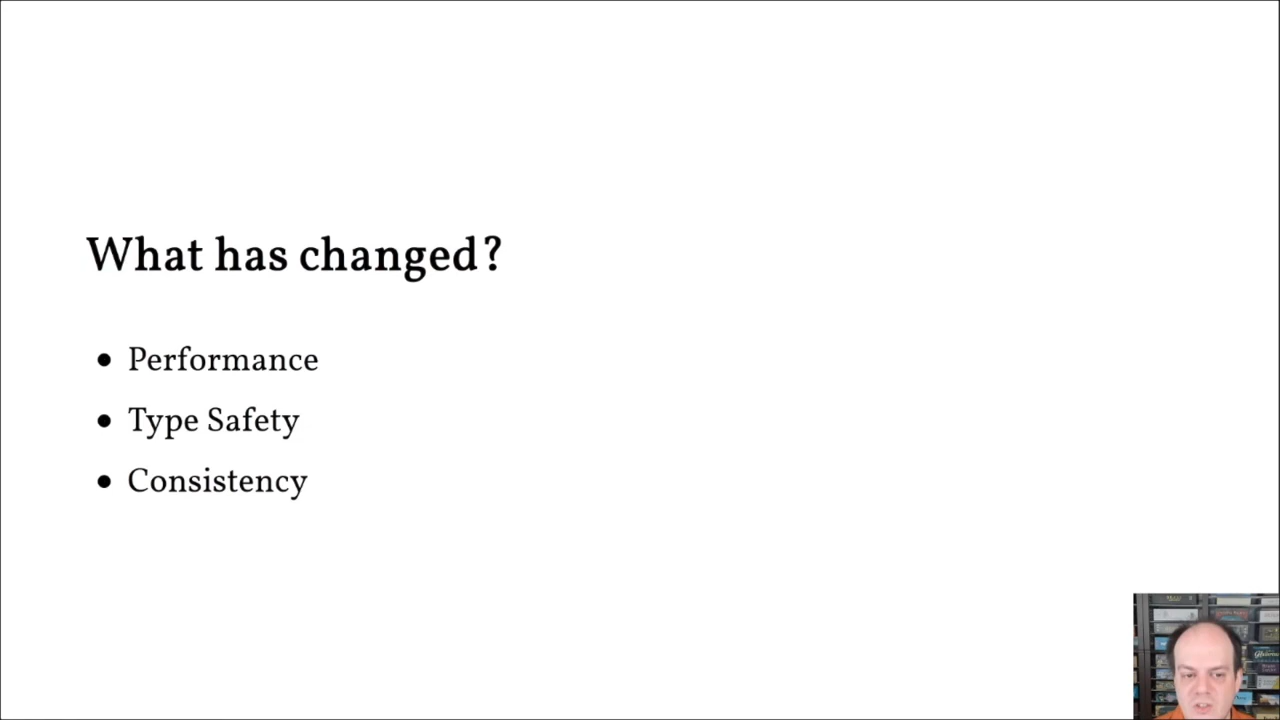 What has changed?
• Performance
• Type Safety
• Consistency